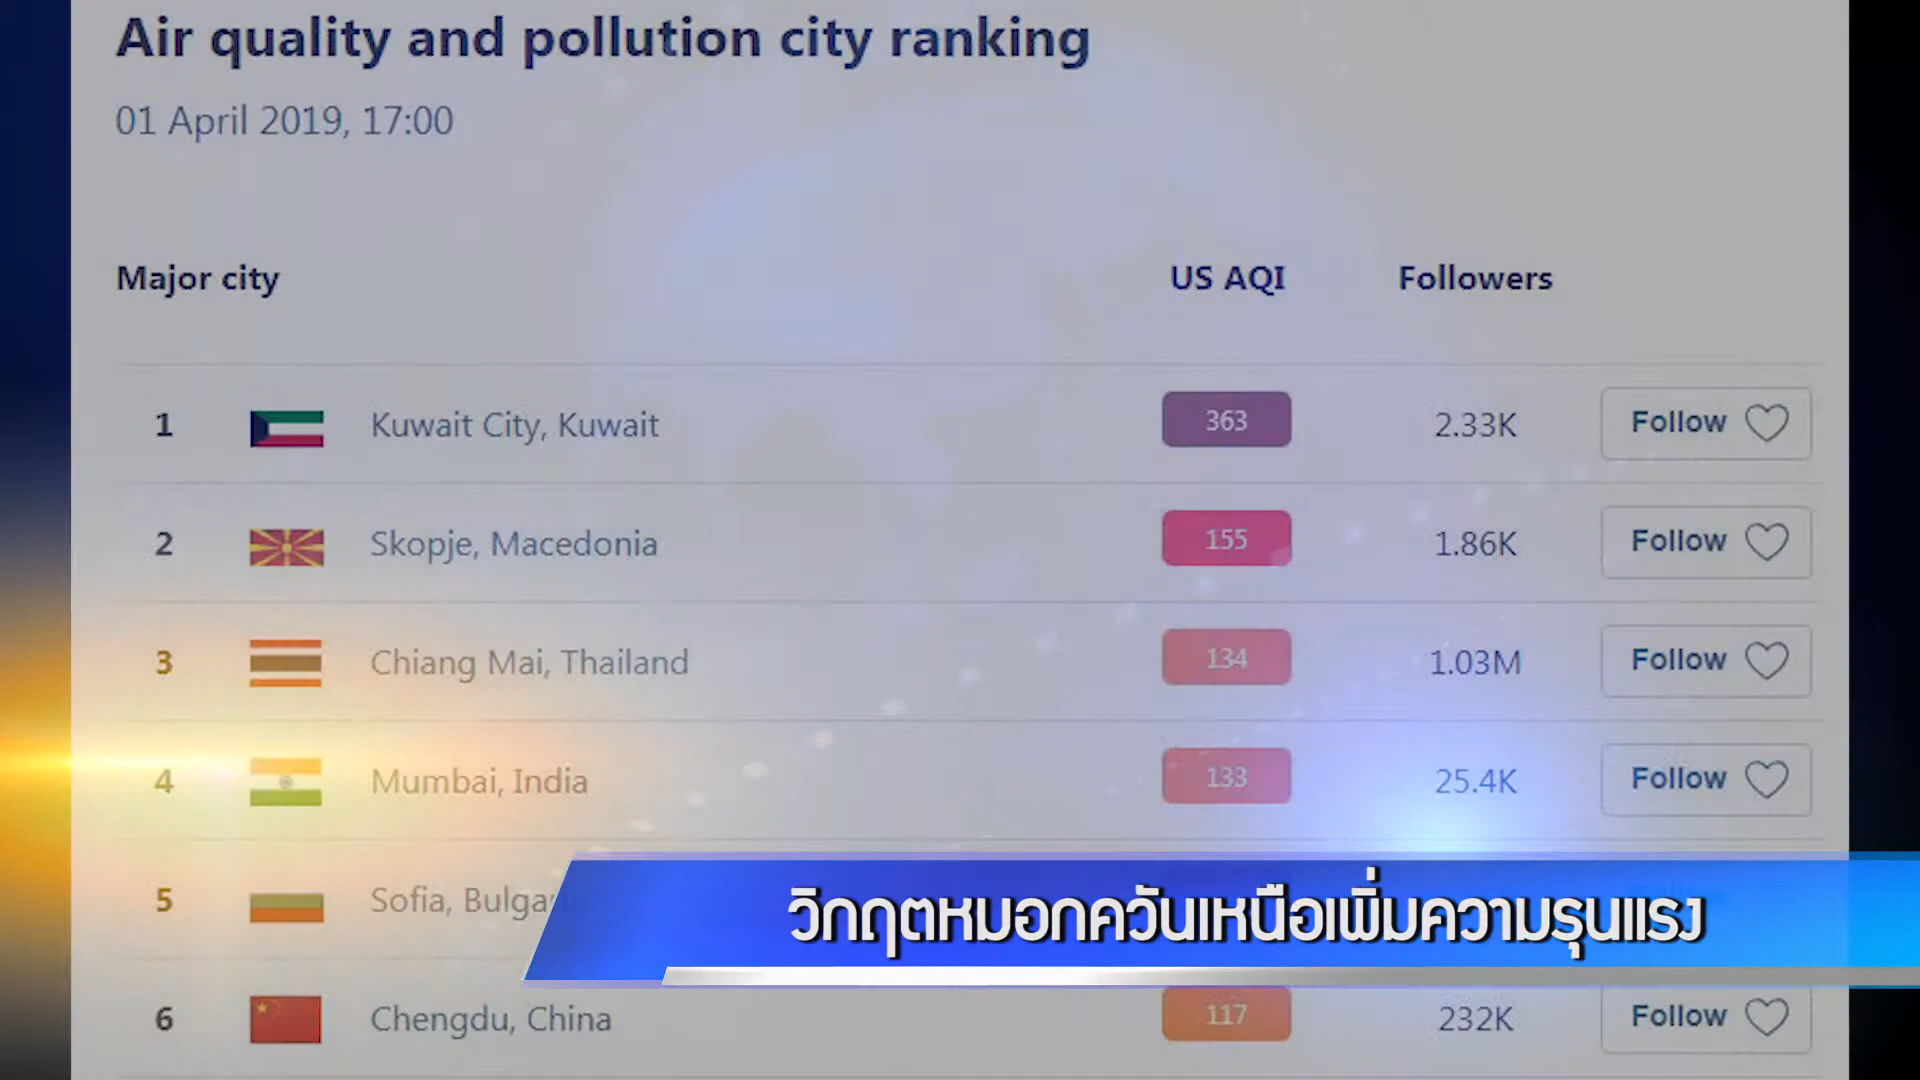 Air quality and pollution city ranking
01 April 2019, 17:00
Major city US AQI Followers
1 Kuwait City, Kuwait 363 2.33K Follow
2 Skopje, Macedonia 155 1.86K Follow
3 Chiang Mai, Thailand 134 1.03M Follow
4 Mumbai, India 133 25.4K Follow
5 Sofia,
วิกฤตหมอกควันเหนือเพิ่มความรุนแรง
6 Chengdu, China 117 232K Follow